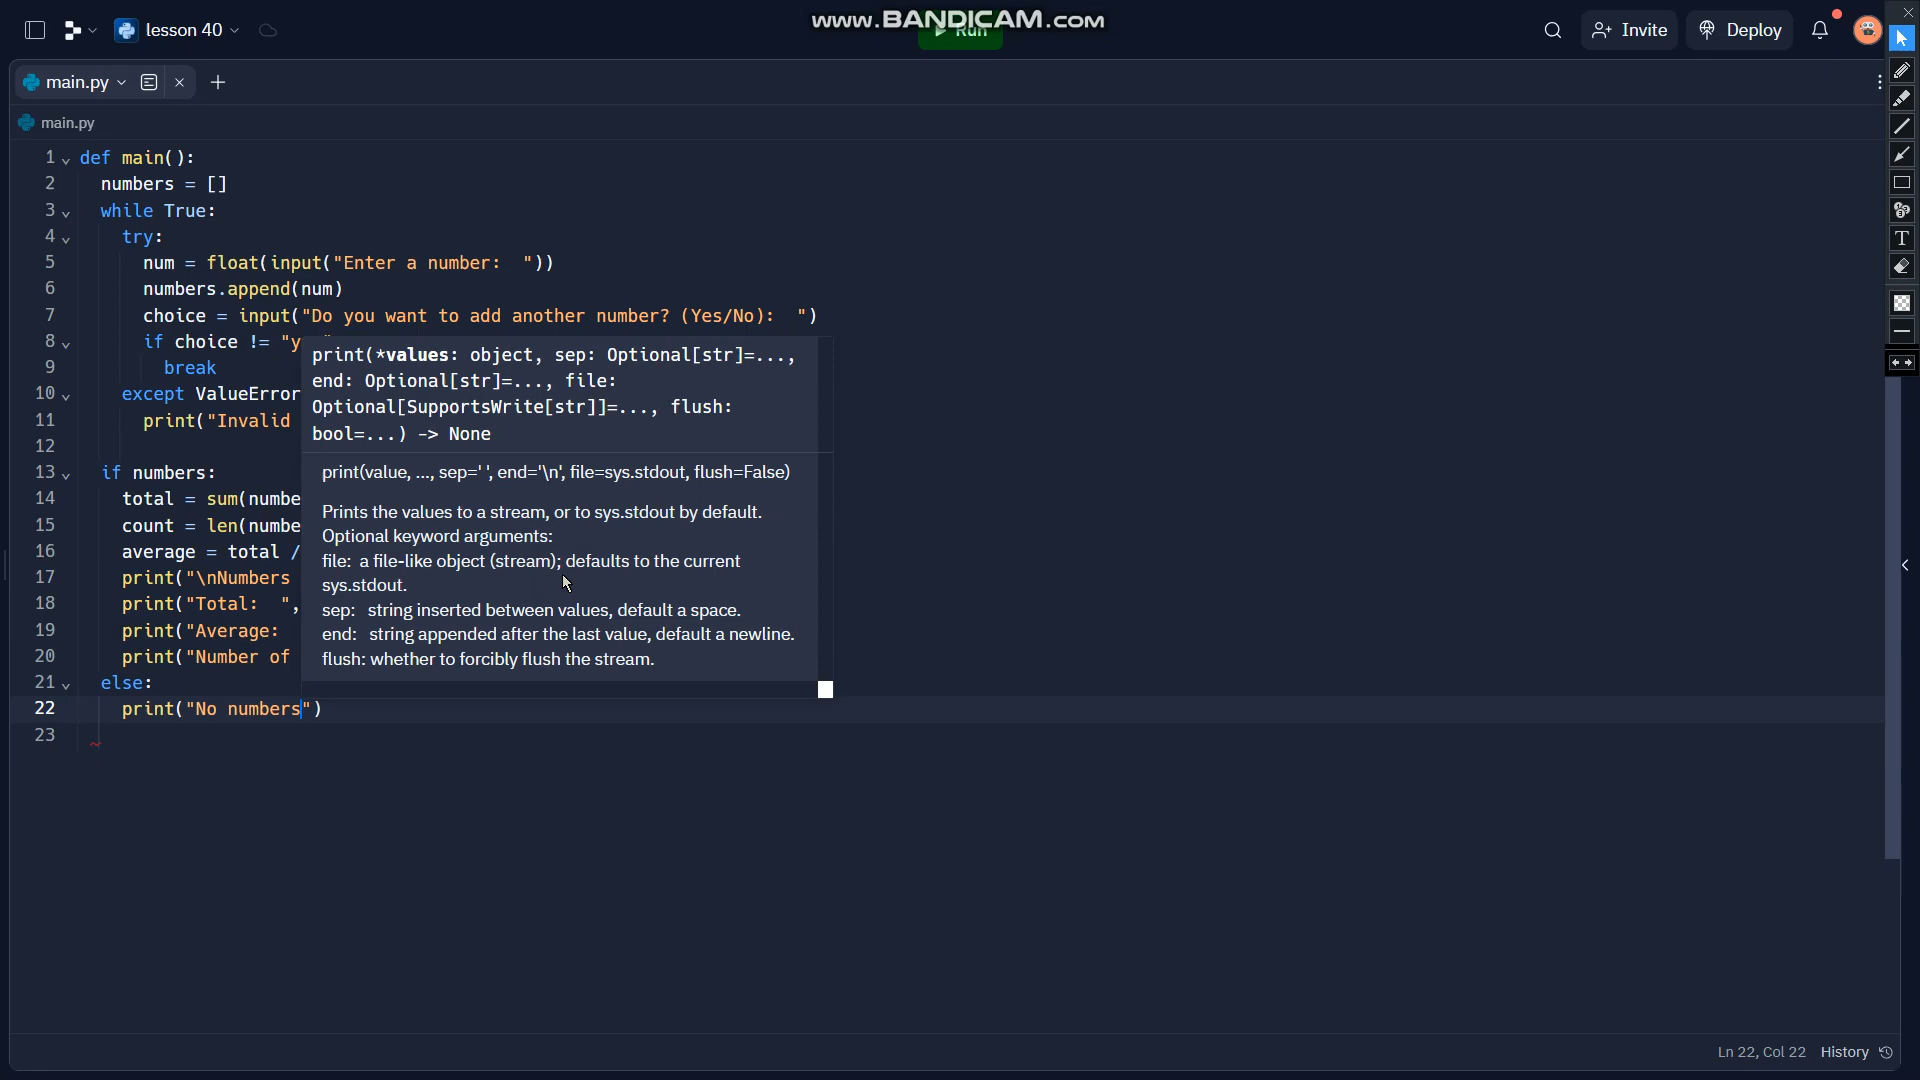 lesson 40
www.BANDICAM.com
Run
Invite
Deploy
main.py
main.py
1 def main():
2 numbers = []
3 while True:
4 try:
5 num = float(input("Enter a number:  "))
6 numbers.append(num)
7 choice = input("Do you want to add another number? (Yes/No):  ")
8 if choice != "y
9 break
10 except ValueError
11 print("Invalid
12
13 if numbers:
14 total = sum(numbe
15 count = len(numbe
16 average = total /
17 print("\nNumbers
18 print("Total:  ",
19 print("Average:
20 print("Number of
21 else:
22 print("No numbers")
23
print(*values: object, sep: Optional[str]=...,
end: Optional[str]=..., file:
Optional[SupportsWrite[str]]=..., flush:
bool=...) -> None
print(value, ..., sep=' ', end='\n', file=sys.stdout, flush=False)
Prints the values to a stream, or to sys.stdout by default.
Optional keyword arguments:
file:  a file-like object (stream); defaults to the current
sys.stdout.
sep:   string inserted between values, default a space.
end:   string appended after the last value, default a newline.
flush: whether to forcibly flush the stream.
Ln 22, Col 22 History